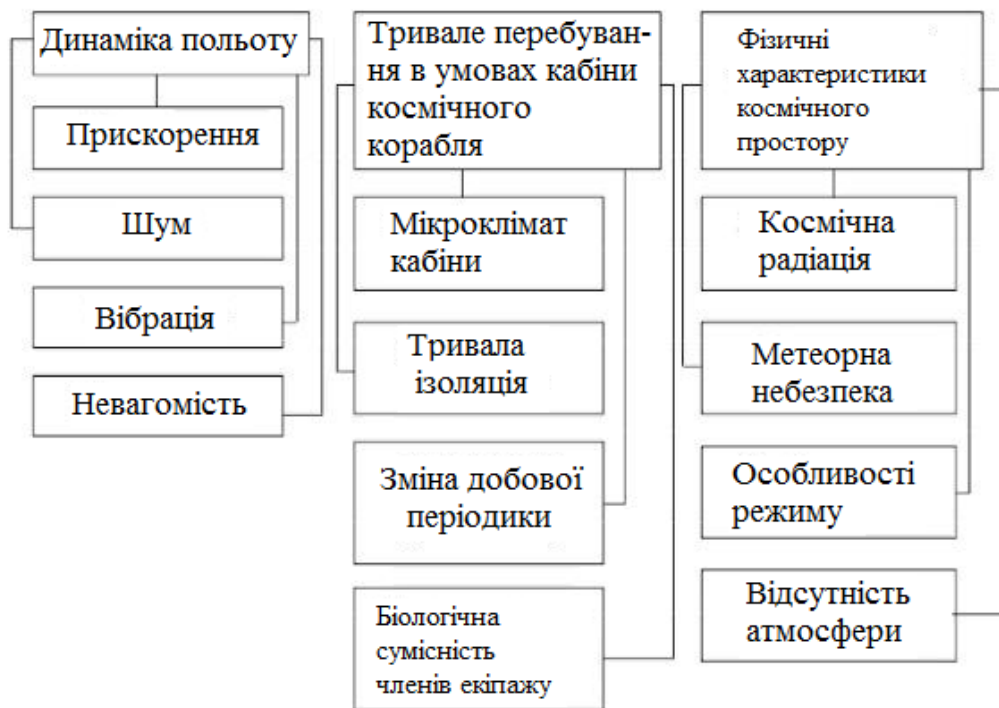 Динаміка польоту
Прискорення
Шум
Вібрація
Невагомість
Тривале перебуван-
ня в умовах кабіни
космічного
корабля
Мікроклімат
кабіни
Тривала
ізоляція
Зміна добової
періодики
Біологічна
сумісність
членів екіпажу
Фізичні
характеристики
космічного
простору
Космічна
радіація
Метеорна
небезпека
Особливості
режиму
Відсутність
атмосфери